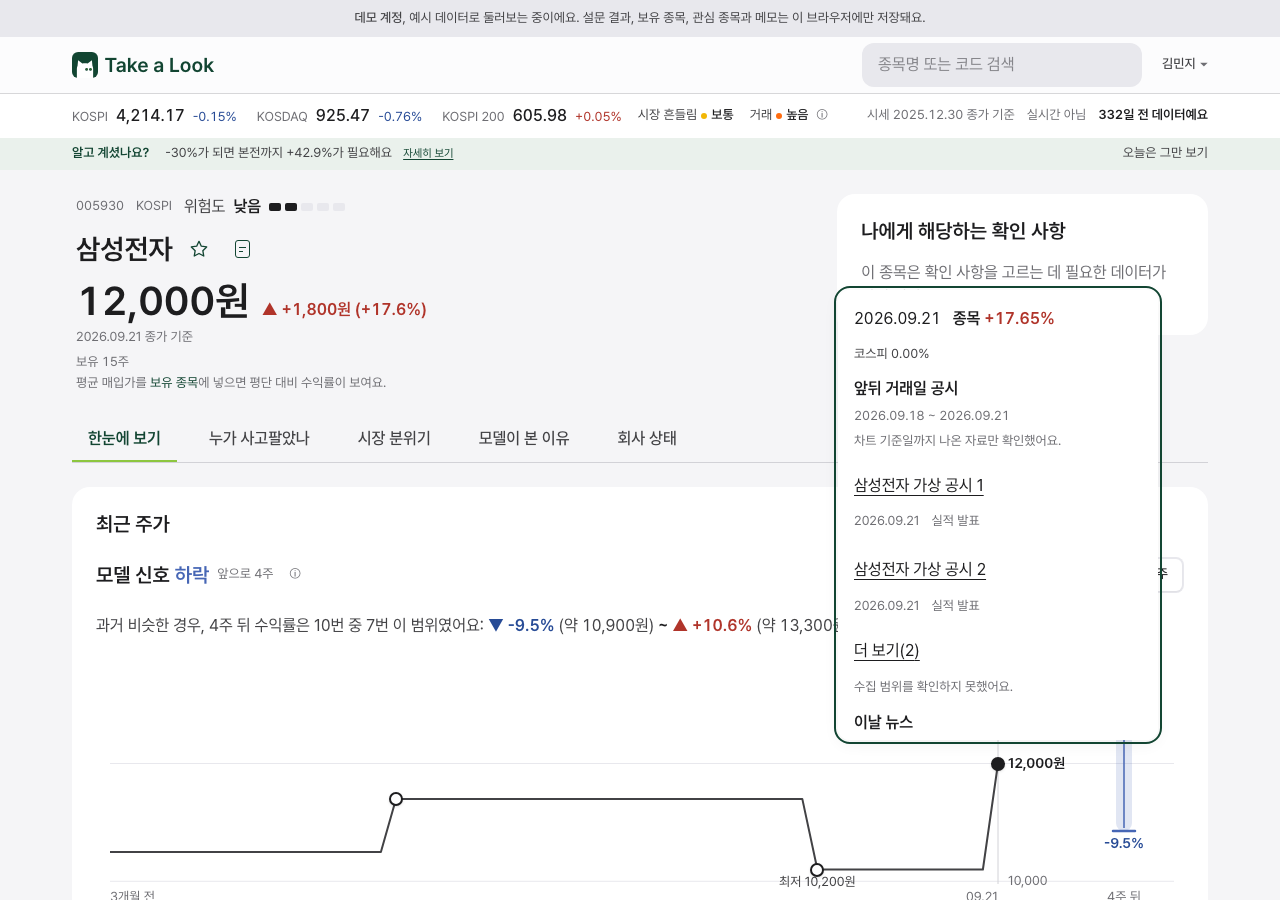 데모 계정, 예시 데이터로 둘러보는 중이에요. 설문 결과, 보유 종목, 관심 종목과 메모는 이 브라우저에만 저장돼요.
Take a Look
종목명 또는 코드 검색
김민지
KOSPI 4,214.17 -0.15% KOSDAQ 925.47 -0.76% KOSPI 200 605.98 +0.05% 시장 흔들림 보통 거래 높음 ⓘ 시세 2025.12.30 종가 기준 실시간 아님 332일 전 데이터예요
알고 계셨나요? -30%가 되면 본전까지 +42.9%가 필요해요 자세히 보기 오늘은 그만 보기
005930 KOSPI 위험도 낮음
삼성전자
12,000원 ▲ +1,800원 (+17.6%)
2026.09.21 종가 기준
보유 15주
평균 매입가를 보유 종목에 넣으면 평단 대비 수익률이 보여요.
나에게 해당하는 확인 사항
이 종목은 확인 사항을 고르는 데 필요한 데이터가
2026.09.21 종목 +17.65%
코스피 0.00%
앞뒤 거래일 공시
2026.09.18 ~ 2026.09.21
차트 기준일까지 나온 자료만 확인했어요.
삼성전자 가상 공시 1
2026.09.21 실적 발표
삼성전자 가상 공시 2
2026.09.21 실적 발표
더 보기(2)
수집 범위를 확인하지 못했어요.
이날 뉴스
한눈에 보기 누가 사고팔았나 시장 분위기 모델이 본 이유 회사 상태
최근 주가
모델 신호 하락 앞으로 4주 ⓘ
주
과거 비슷한 경우, 4주 뒤 수익률은 10번 중 7번 이 범위였어요: ▼ -9.5% (약 10,900원) ~ ▲ +10.6% (약 13,300원
12,000원
-9.5%
최저 10,200원
10,000
3개월 전 09.21 4주 뒤